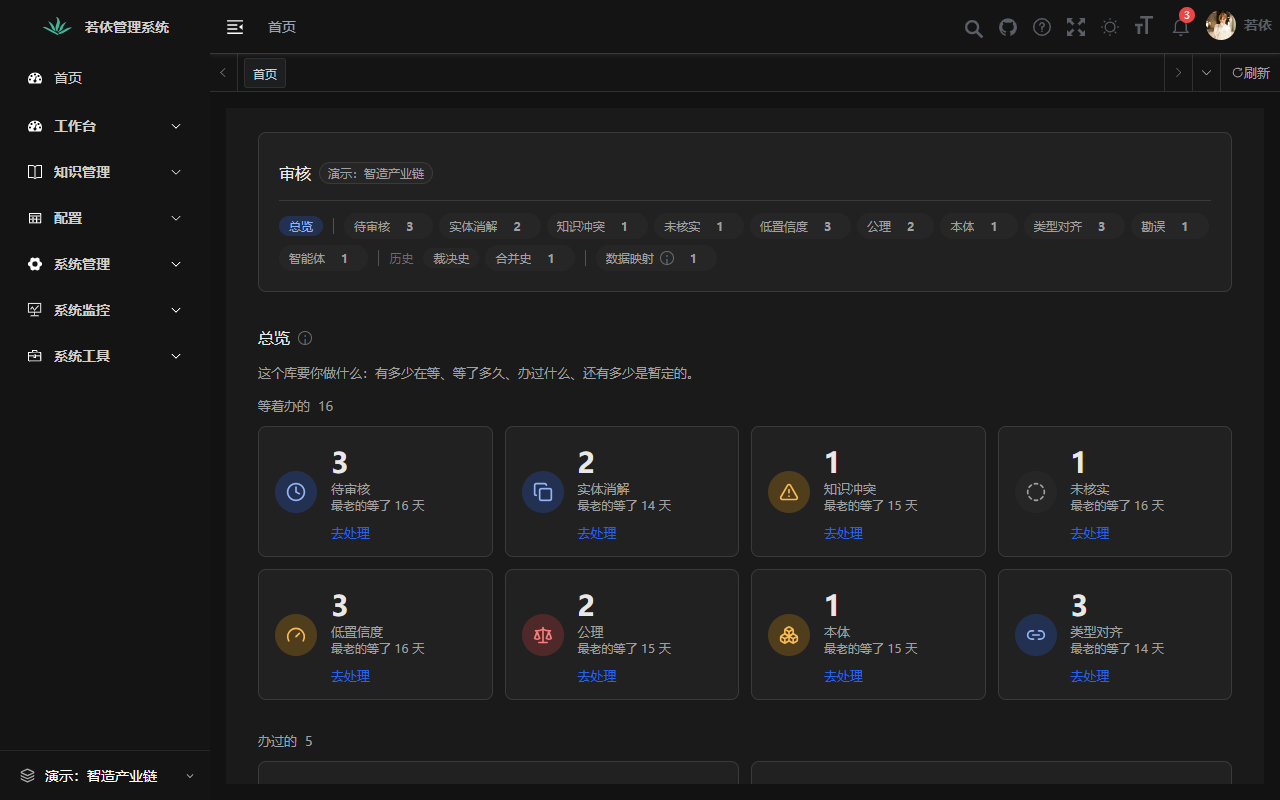 若依管理系统
首页
3
若依
首页
刷新
首页
工作台
知识管理
配置
系统管理
系统监控
系统工具
演示：智造产业链
审核 演示：智造产业链
总览 待审核 3 实体消解 2 知识冲突 1 未核实 1 低置信度 3 公理 2 本体 1 类型对齐 3 勘误 1
智能体 1 历史 裁决史 合并史 1 数据映射 1
总览
这个库要你做什么：有多少在等、等了多久、办过什么、还有多少是暂定的。
等着办的 16
3
待审核
最老的等了 16 天
去处理
2
实体消解
最老的等了 14 天
去处理
1
知识冲突
最老的等了 15 天
去处理
1
未核实
最老的等了 16 天
去处理
3
低置信度
最老的等了 16 天
去处理
2
公理
最老的等了 15 天
去处理
1
本体
最老的等了 15 天
去处理
3
类型对齐
最老的等了 14 天
去处理
办过的 5